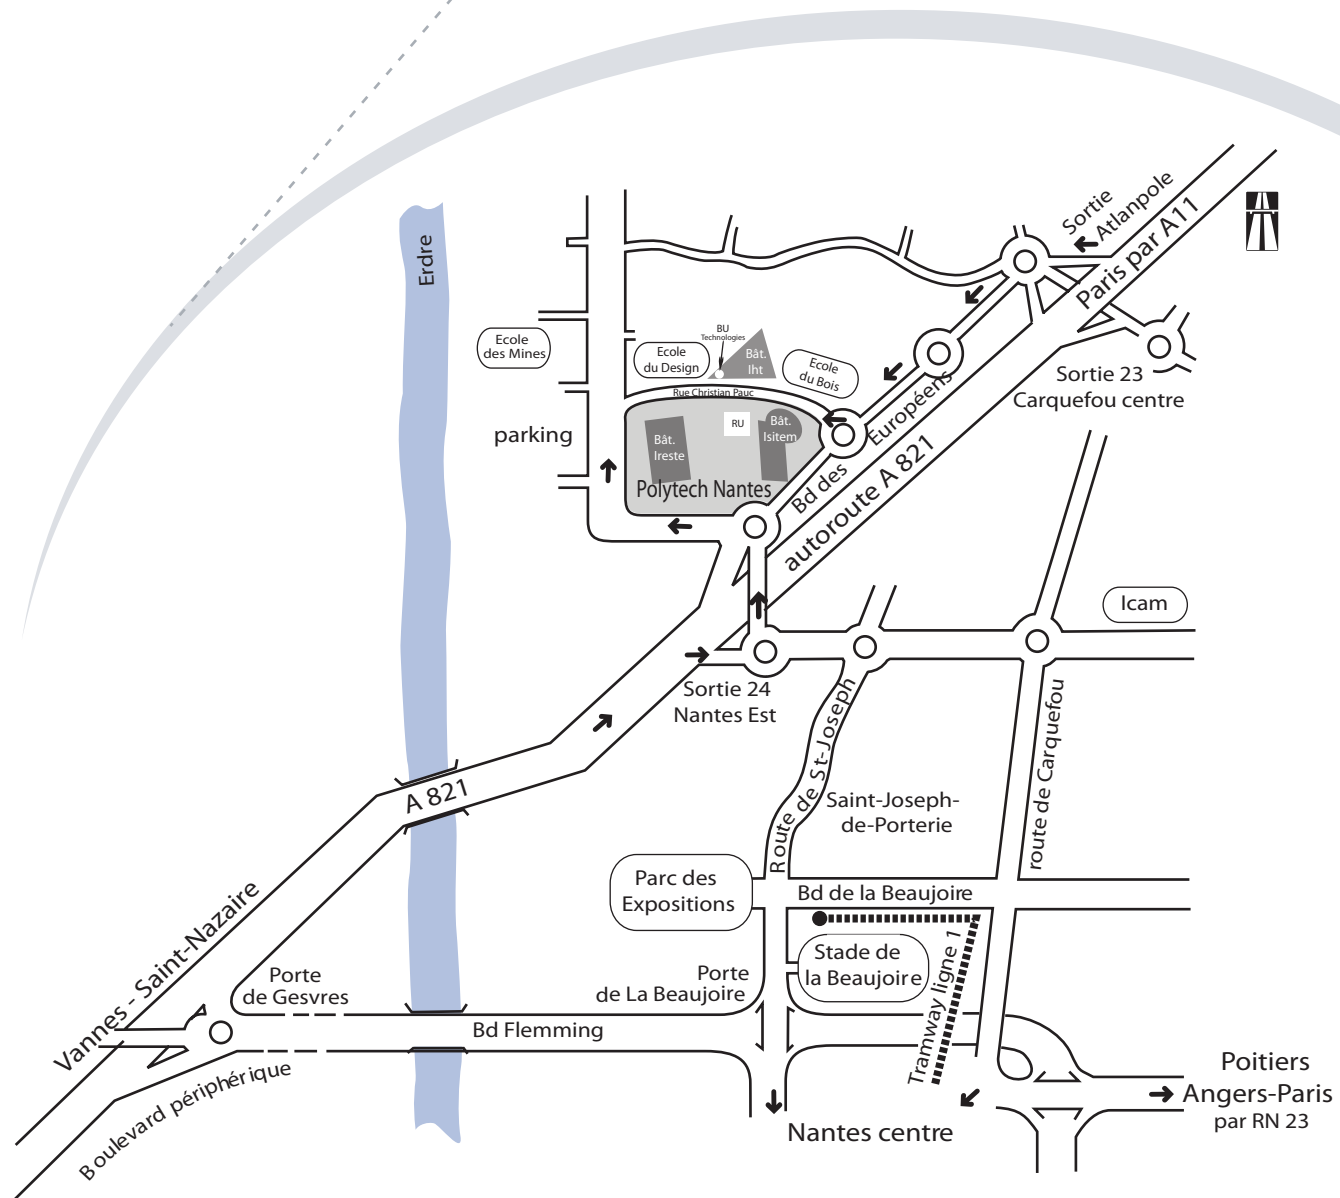 Sortie
Atlanpole
Paris par A11
Erdre
Ecole
des Mines
Ecole
du Design
BU
Technologies
Bât.
Iht
Ecole
du Bois
Rue Christian Pauc
Sortie 23
Carquefou centre
parking
Bât.
Ireste
RU
Bât.
Isitem
Polytech Nantes
Bd des
Européens
autoroute A 821
Icam
Sortie 24
Nantes Est
Route de St-Joseph
route de Carquefou
A 821
Saint-Joseph-
de-Porterie
Parc des
Expositions
Bd de la Beaujoire
Stade de
la Beaujoire
Tramway ligne 1
Vannes - Saint-Nazaire
Porte
de Gesvres
Porte
de La Beaujoire
Bd Flemming
Boulevard périphérique
Poitiers
Angers-Paris
par RN 23
Nantes centre